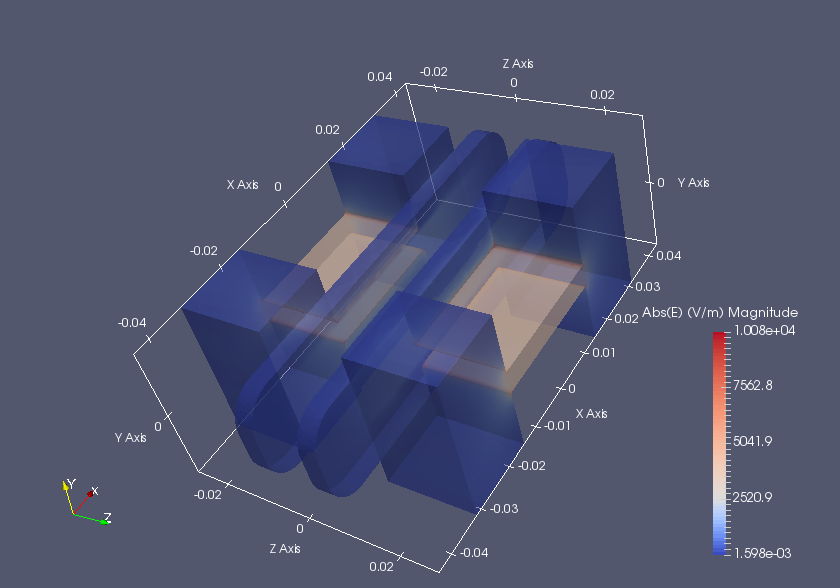 Z Axis
-0.02
0
0.02
0.04
0.02
X Axis
0
-0.02
-0.04
0
Y Axis
0.04
0.03
0.02
0.01
0
X Axis
-0.01
-0.02
-0.03
-0.04
Y Axis
0
-0.02
0
Z Axis
0.02
Abs(E) (V/m) Magnitude
1.008e+04
7562.8
5041.9
2520.9
1.598e-03
Y
X
Z